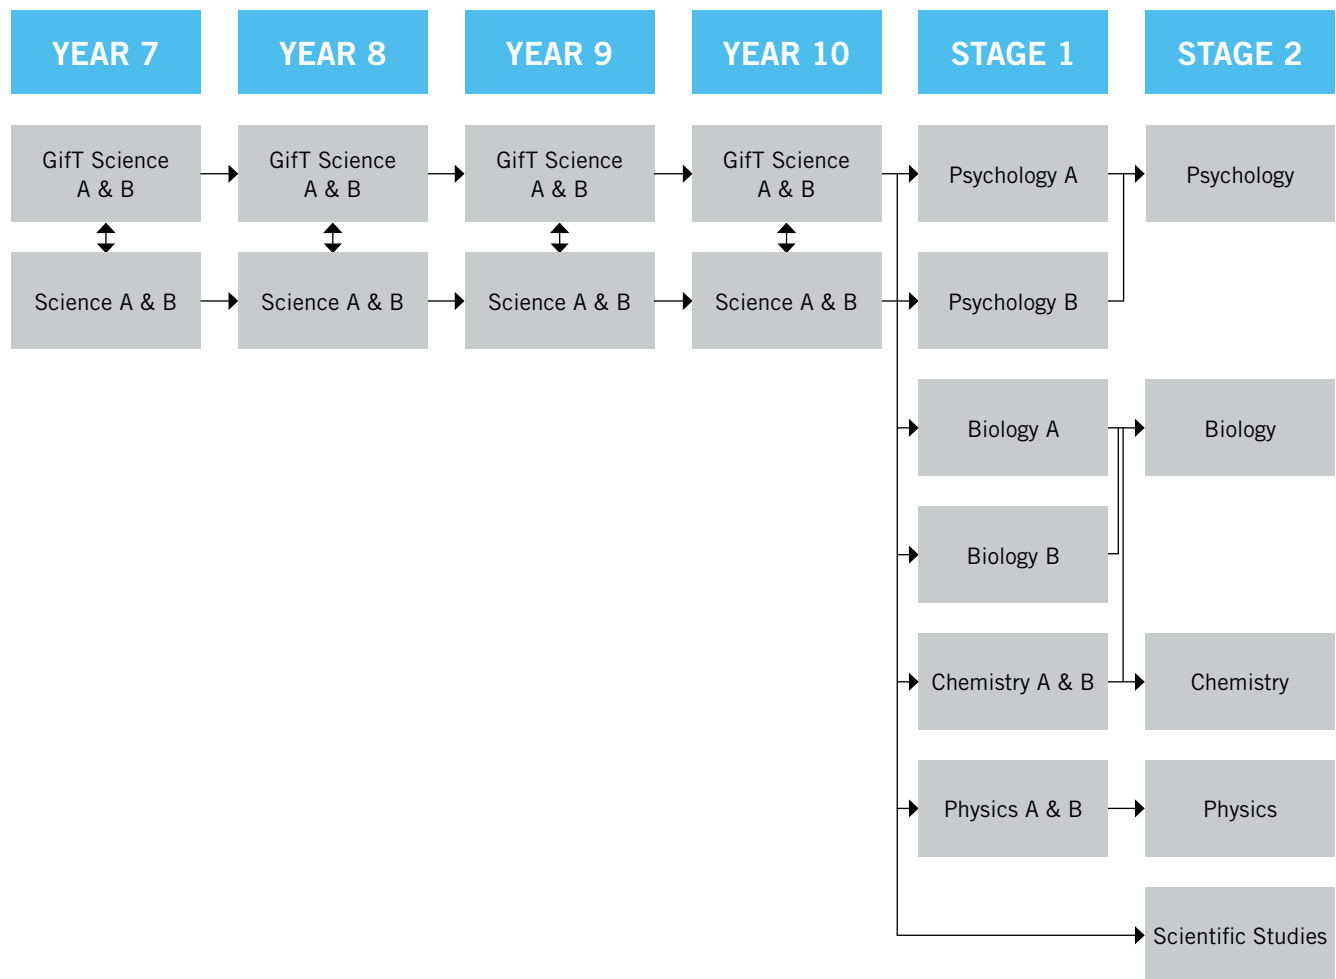 YEAR 7
YEAR 8
YEAR 9
YEAR 10
STAGE 1
STAGE 2
GifT Science
A & B
GifT Science
A & B
GifT Science
A & B
GifT Science
A & B
Psychology A
Psychology
Science A & B
Science A & B
Science A & B
Science A & B
Psychology B
Biology A
Biology
Biology B
Chemistry A & B
Chemistry
Physics A & B
Physics
Scientific Studies